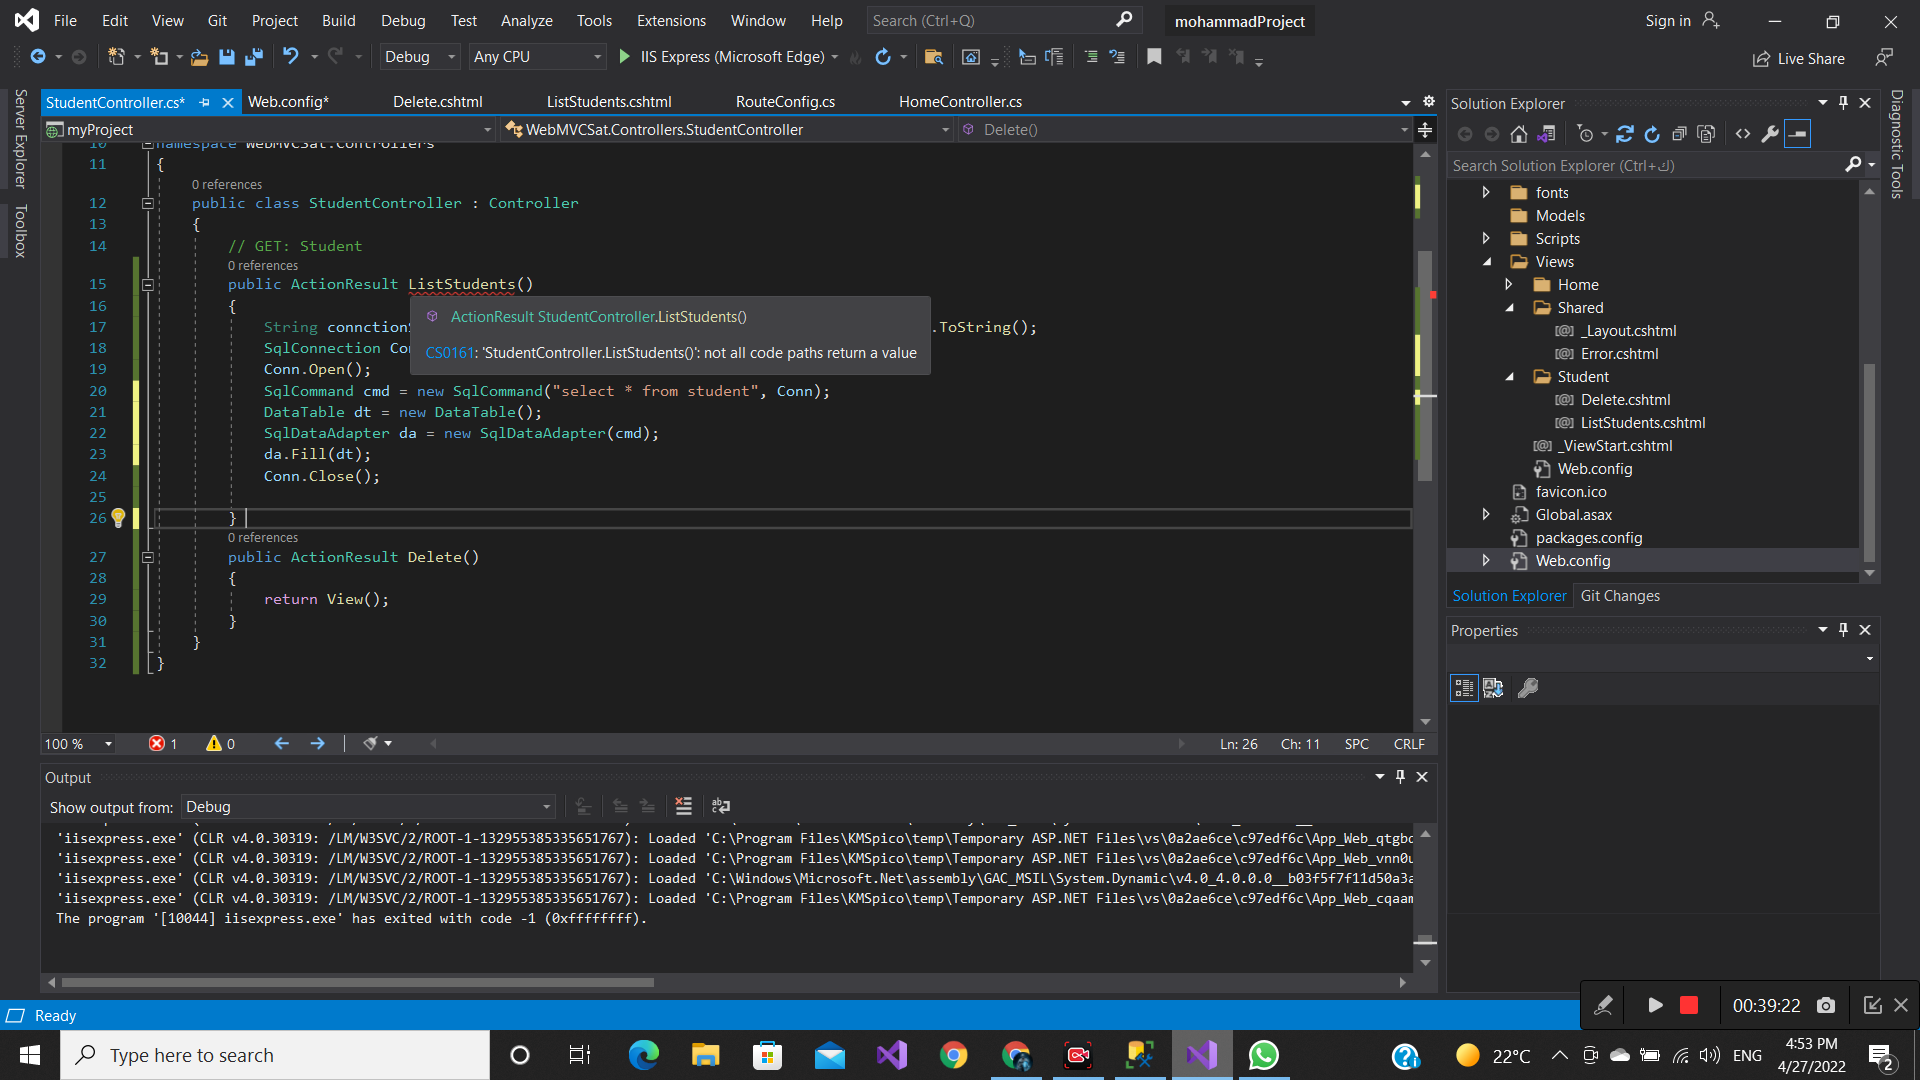 File Edit View Git Project Build Debug Test Analyze Tools Extensions Window Help Search (Ctrl+Q) mohammadProject Sign in
Debug Any CPU IIS Express (Microsoft Edge) Live Share
Server Explorer
Toolbox
StudentController.cs* Web.config* Delete.cshtml ListStudents.cshtml RouteConfig.cs HomeController.cs
myProject WebMVCSat.Controllers.StudentController Delete()
10 namespace WebMVCSat.Controllers
11 {
0 references
12 public class StudentController : Controller
13 {
14 // GET: Student
0 references
15 public ActionResult ListStudents()
16 {
ActionResult StudentController.ListStudents()
17 String connction .ToString();
18 SqlConnection Co
CS0161: 'StudentController.ListStudents()': not all code paths return a value
19 Conn.Open();
20 SqlCommand cmd = new SqlCommand("select * from student", Conn);
21 DataTable dt = new DataTable();
22 SqlDataAdapter da = new SqlDataAdapter(cmd);
23 da.Fill(dt);
24 Conn.Close();
25
26 }
0 references
27 public ActionResult Delete()
28 {
29 return View();
30 }
31 }
32 }
100 % 1 0 Ln: 26 Ch: 11 SPC CRLF
Output
Show output from: Debug
'iisexpress.exe' (CLR v4.0.30319: /LM/W3SVC/2/ROOT-1-132955385335651767): Loaded 'C:\Program Files\KMSpico\temp\Temporary ASP.NET Files\vs\0a2ae6ce\c97edf6c\App_Web_qtgbc
'iisexpress.exe' (CLR v4.0.30319: /LM/W3SVC/2/ROOT-1-132955385335651767): Loaded 'C:\Program Files\KMSpico\temp\Temporary ASP.NET Files\vs\0a2ae6ce\c97edf6c\App_Web_vnn0u
'iisexpress.exe' (CLR v4.0.30319: /LM/W3SVC/2/ROOT-1-132955385335651767): Loaded 'C:\Windows\Microsoft.Net\assembly\GAC_MSIL\System.Dynamic\v4.0_4.0.0.0__b03f5f7f11d50a3a
'iisexpress.exe' (CLR v4.0.30319: /LM/W3SVC/2/ROOT-1-132955385335651767): Loaded 'C:\Program Files\KMSpico\temp\Temporary ASP.NET Files\vs\0a2ae6ce\c97edf6c\App_Web_cqaam
The program '[10044] iisexpress.exe' has exited with code -1 (0xffffffff).
Solution Explorer
Search Solution Explorer (Ctrl+ك)
fonts
Models
Scripts
Views
Home
Shared
_Layout.cshtml
Error.cshtml
Student
Delete.cshtml
ListStudents.cshtml
_ViewStart.cshtml
Web.config
favicon.ico
Global.asax
packages.config
Web.config
Solution Explorer Git Changes
Properties
Diagnostic Tools
00:39:22
Ready
Type here to search 22°C ENG 4:53 PM
4/27/2022 2